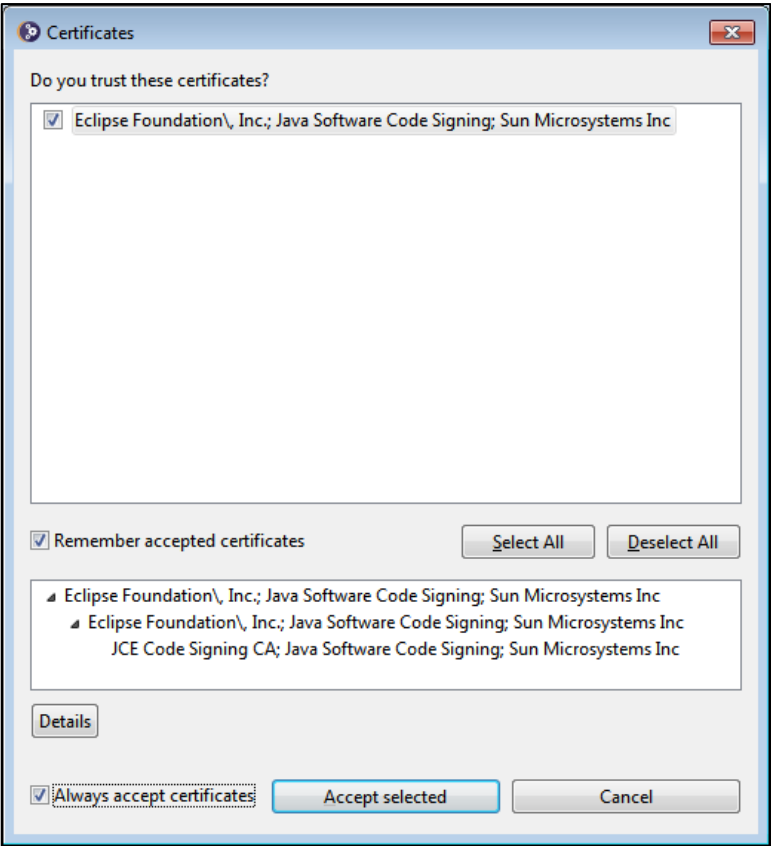 Certificates
Do you trust these certificates?
Eclipse Foundation\, Inc.; Java Software Code Signing; Sun Microsystems Inc
Remember accepted certificates
Select All
Deselect All
Eclipse Foundation\, Inc.; Java Software Code Signing; Sun Microsystems Inc
Eclipse Foundation\, Inc.; Java Software Code Signing; Sun Microsystems Inc
JCE Code Signing CA; Java Software Code Signing; Sun Microsystems Inc
Details
Always accept certificates
Accept selected
Cancel